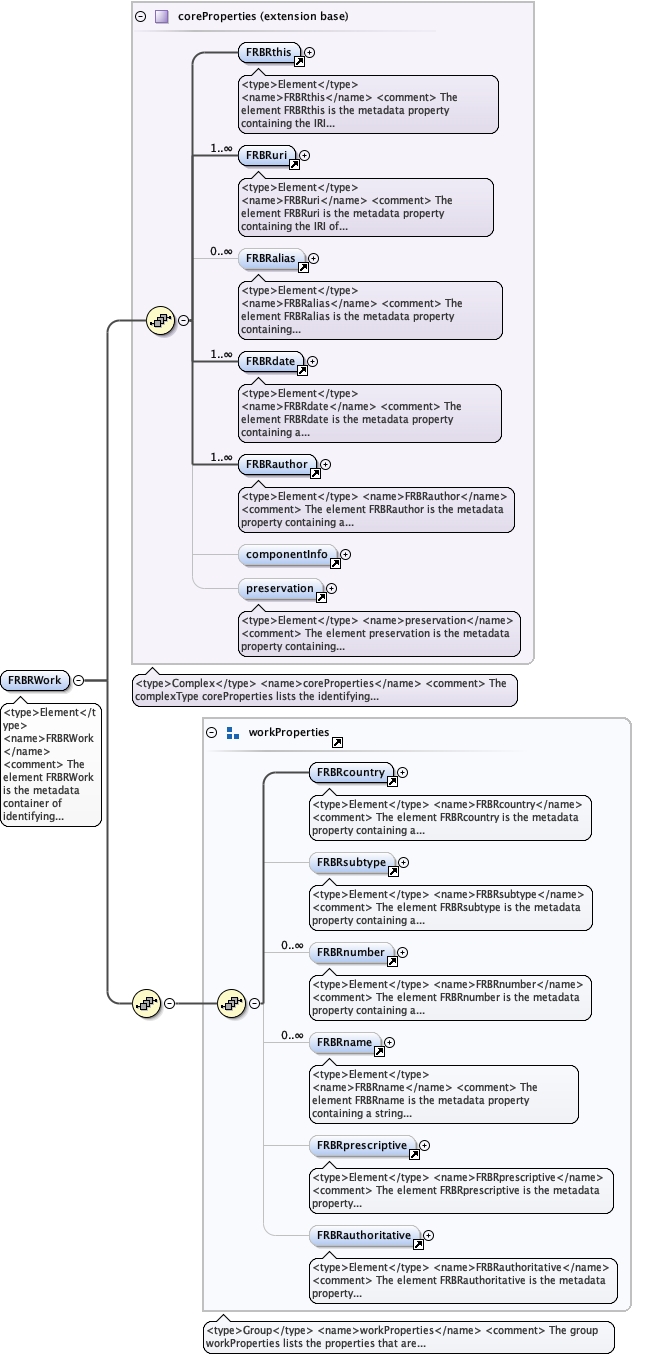 coreProperties (extension base)
FRBRthis
<type>Element</type>
<name>FRBRthis</name> <comment> The
element FRBRthis is the metadata property
containing the IRI...
1..∞
FRBRuri
<type>Element</type>
<name>FRBRuri</name> <comment> The
element FRBRuri is the metadata property
containing the IRI of...
0..∞
FRBRalias
<type>Element</type>
<name>FRBRalias</name> <comment> The
element FRBRalias is the metadata property
containing...
1..∞
FRBRdate
<type>Element</type>
<name>FRBRdate</name> <comment> The
element FRBRdate is the metadata property
containing a...
1..∞
FRBRauthor
<type>Element</type> <name>FRBRauthor</name>
<comment> The element FRBRauthor is the metadata
property containing a...
componentInfo
preservation
<type>Element</type> <name>preservation</name>
<comment> The element preservation is the metadata
property containing...
<type>Complex</type> <name>coreProperties</name> <comment> The
complexType coreProperties lists the identifying...
FRBRWork
<type>Element</t
ype>
<name>FRBRWork
</name>
<comment> The
element FRBRWork
is the metadata
container of
identifying...
workProperties
FRBRcountry
<type>Element</type> <name>FRBRcountry</name>
<comment> The element FRBRcountry is the metadata
property containing a...
FRBRsubtype
<type>Element</type> <name>FRBRsubtype</name>
<comment> The element FRBRsubtype is the metadata
property containing a...
0..∞
FRBRnumber
<type>Element</type> <name>FRBRnumber</name>
<comment> The element FRBRnumber is the metadata
property containing a...
0..∞
FRBRname
<type>Element</type>
<name>FRBRname</name> <comment> The
element FRBRname is the metadata property
containing a string...
FRBRprescriptive
<type>Element</type> <name>FRBRprescriptive</name>
<comment> The element FRBRprescriptive is the metadata
property...
FRBRauthoritative
<type>Element</type> <name>FRBRauthoritative</name>
<comment> The element FRBRauthoritative is the metadata
property...
<type>Group</type> <name>workProperties</name> <comment> The group
workProperties lists the properties that are...